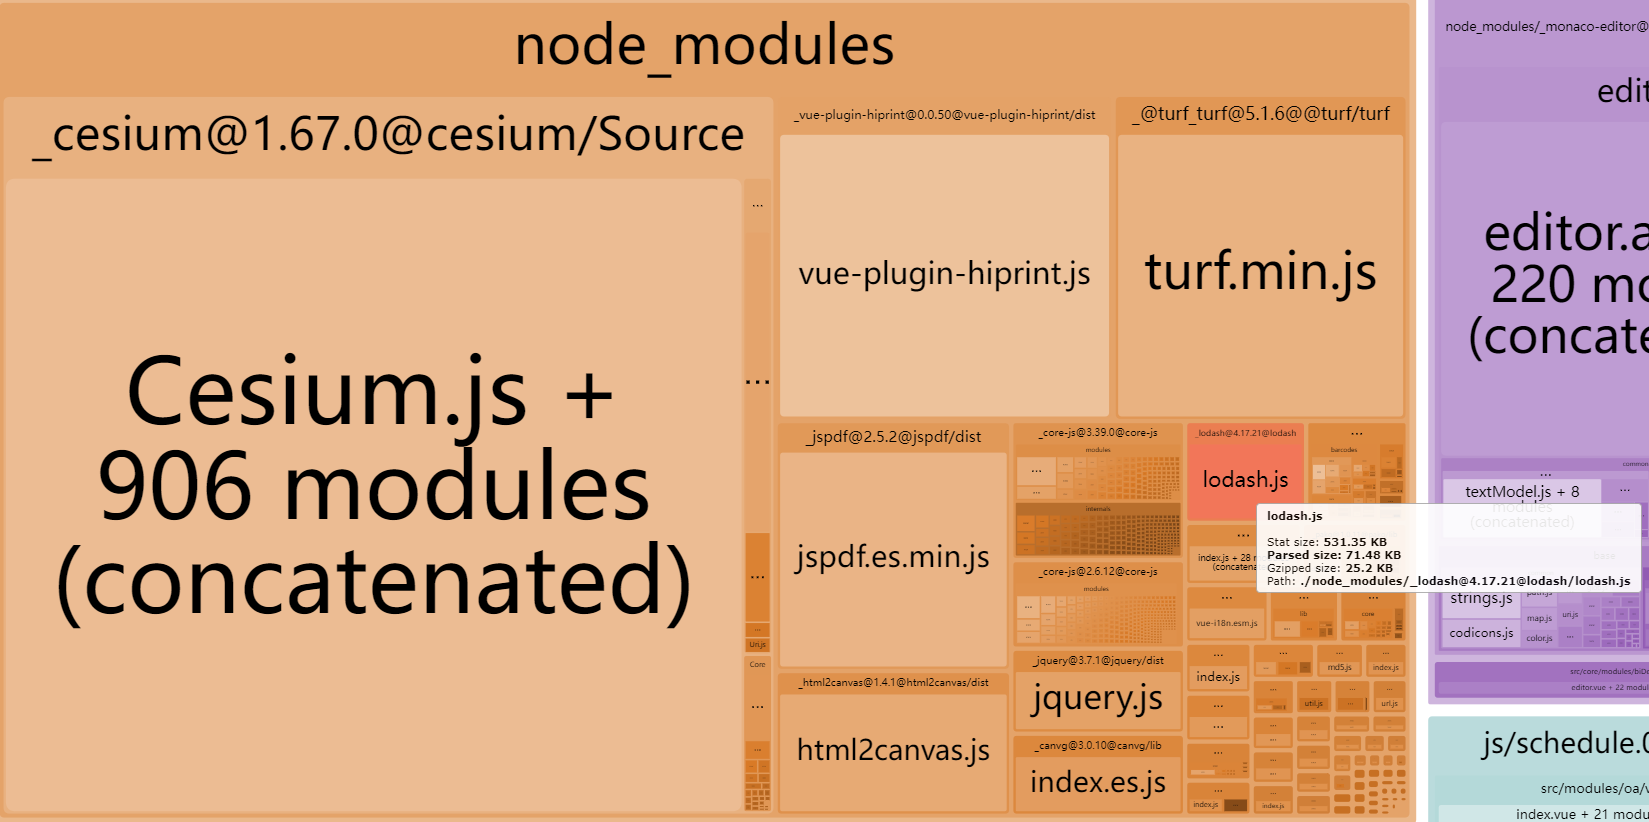 node_modules
_cesium@1.67.0@cesium/Source
Cesium.js +
906 modules
(concatenated)
...
...
...
...
Util.js
Core
...
...
_vue-plugin-hiprint@0.0.50@vue-plugin-hiprint/dist
vue-plugin-hiprint.js
_@turf_turf@5.1.6@@turf/turf
turf.min.js
_jspdf@2.5.2@jspdf/dist
jspdf.es.min.js
_html2canvas@1.4.1@html2canvas/dist
html2canvas.js
_core-js@3.39.0@core-js
modules
...
...
internals
_core-js@2.6.12@core-js
modules
...
...
_jquery@3.7.1@jquery/dist
jquery.js
_canvg@3.0.10@canvg/lib
index.es.js
_lodash@4.17.21@lodash
lodash.js
...
barcodes
...
index.js + 28
(concatena
...
vue-i18n.esm.js
...
lib
...
core
...
index.js
...
...
md5.js
...
index.js
...
...
util.js
...
...
url.js
...
...
...
...
index.js
index.js
lodash.js
Stat size: 531.35 KB
Parsed size: 71.48 KB
Gzipped size: 25.2 KB
Path: ./node_modules/_lodash@4.17.21@lodash/lodash.js
node_modules/_monaco-editor@
edit
editor.a
220 mo
(concate
common
...
textModel.js + 8
modules
(concatenated)
...
base
strings.js
path.js
codicons.js
map.js
uri.js
color.js
...
src/core/modules/biDe
editor.vue + 22 modul
js/schedule.0
src/modules/oa/v
index.vue + 21 modu